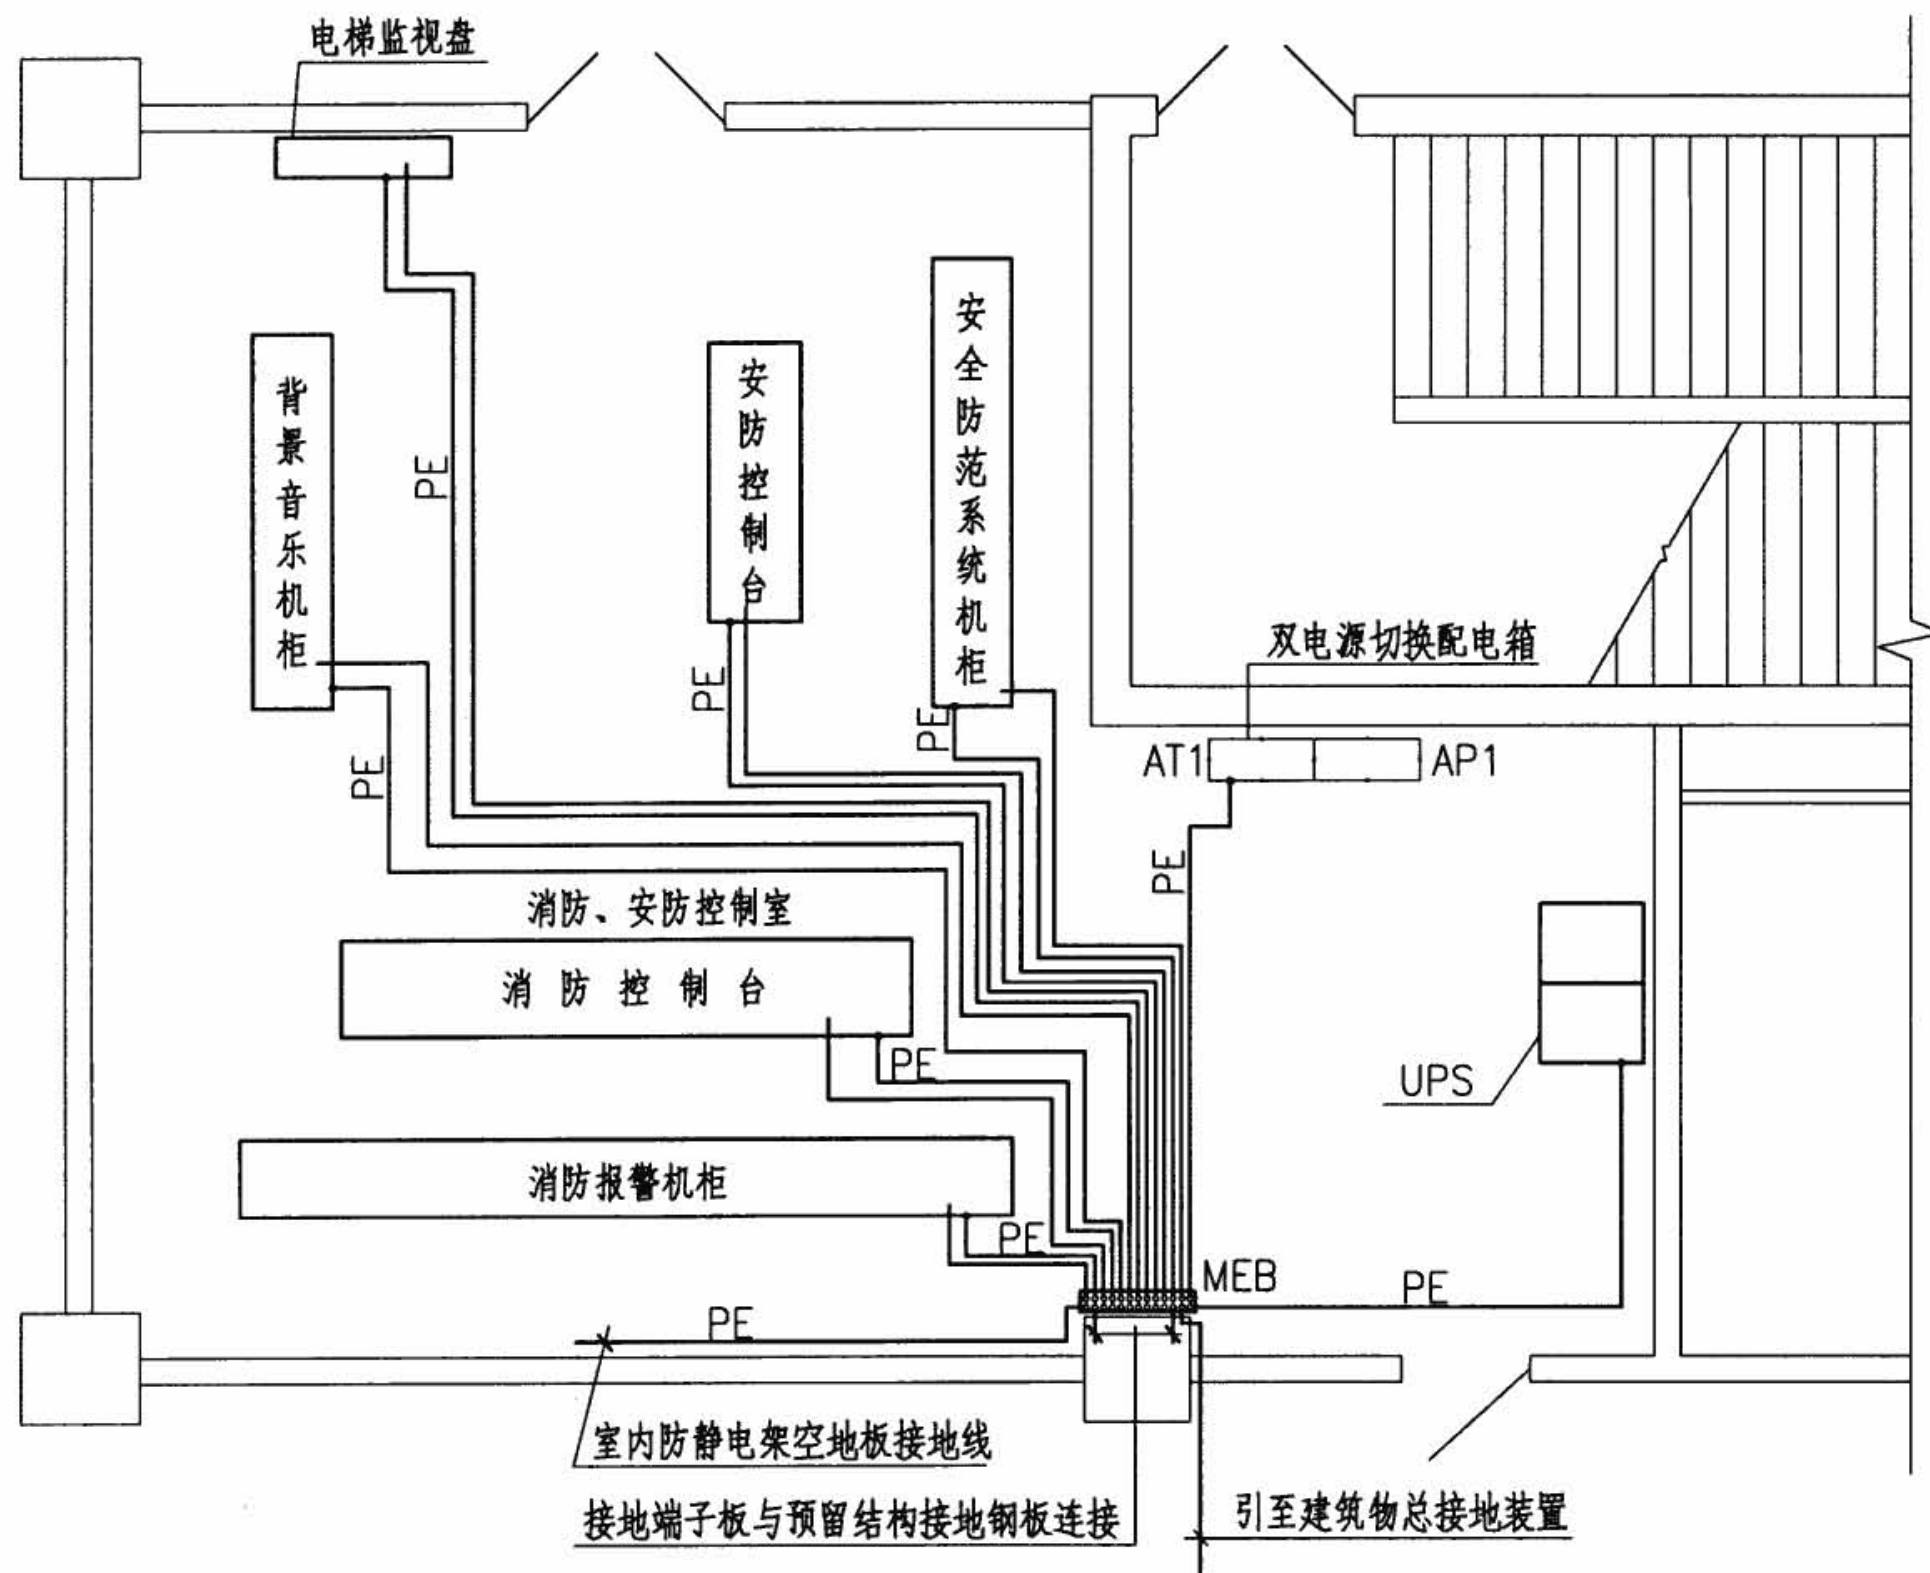 电梯监视盘
背景音乐机柜
安防控制台
安全防范系统机柜
PE
PE
PE
PE
双电源切换配电箱
AT1
AP1
PE
消防、安防控制室
消防控制台
PE
UPS
消防报警机柜
PE
MEB
PE
PE
室内防静电架空地板接地线
接地端子板与预留结构接地钢板连接
引至建筑物总接地装置